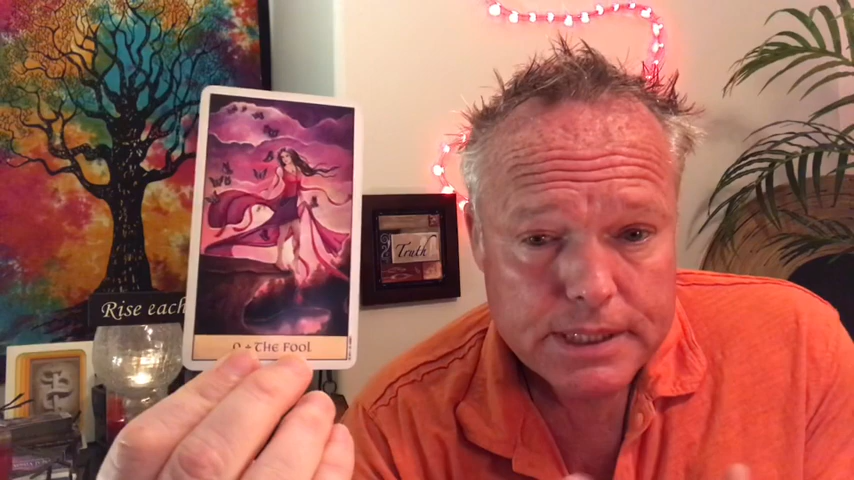 Rise each
Truth
0 ★ THE FOOL